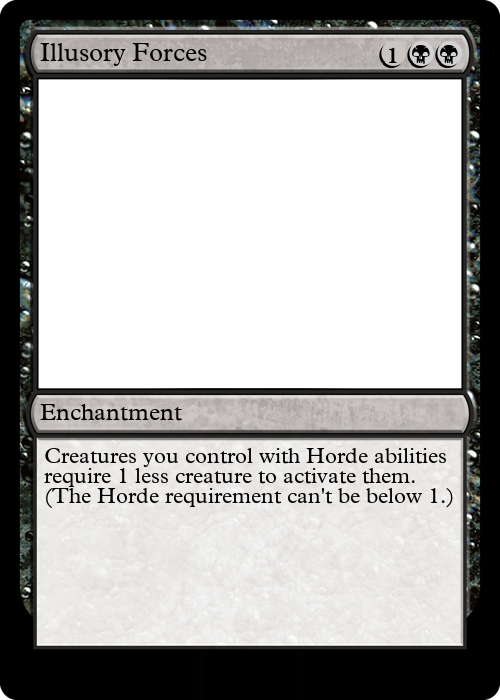 Illusory Forces 1
Enchantment
Creatures you control with Horde abilities
require 1 less creature to activate them.
(The Horde requirement can't be below 1.)